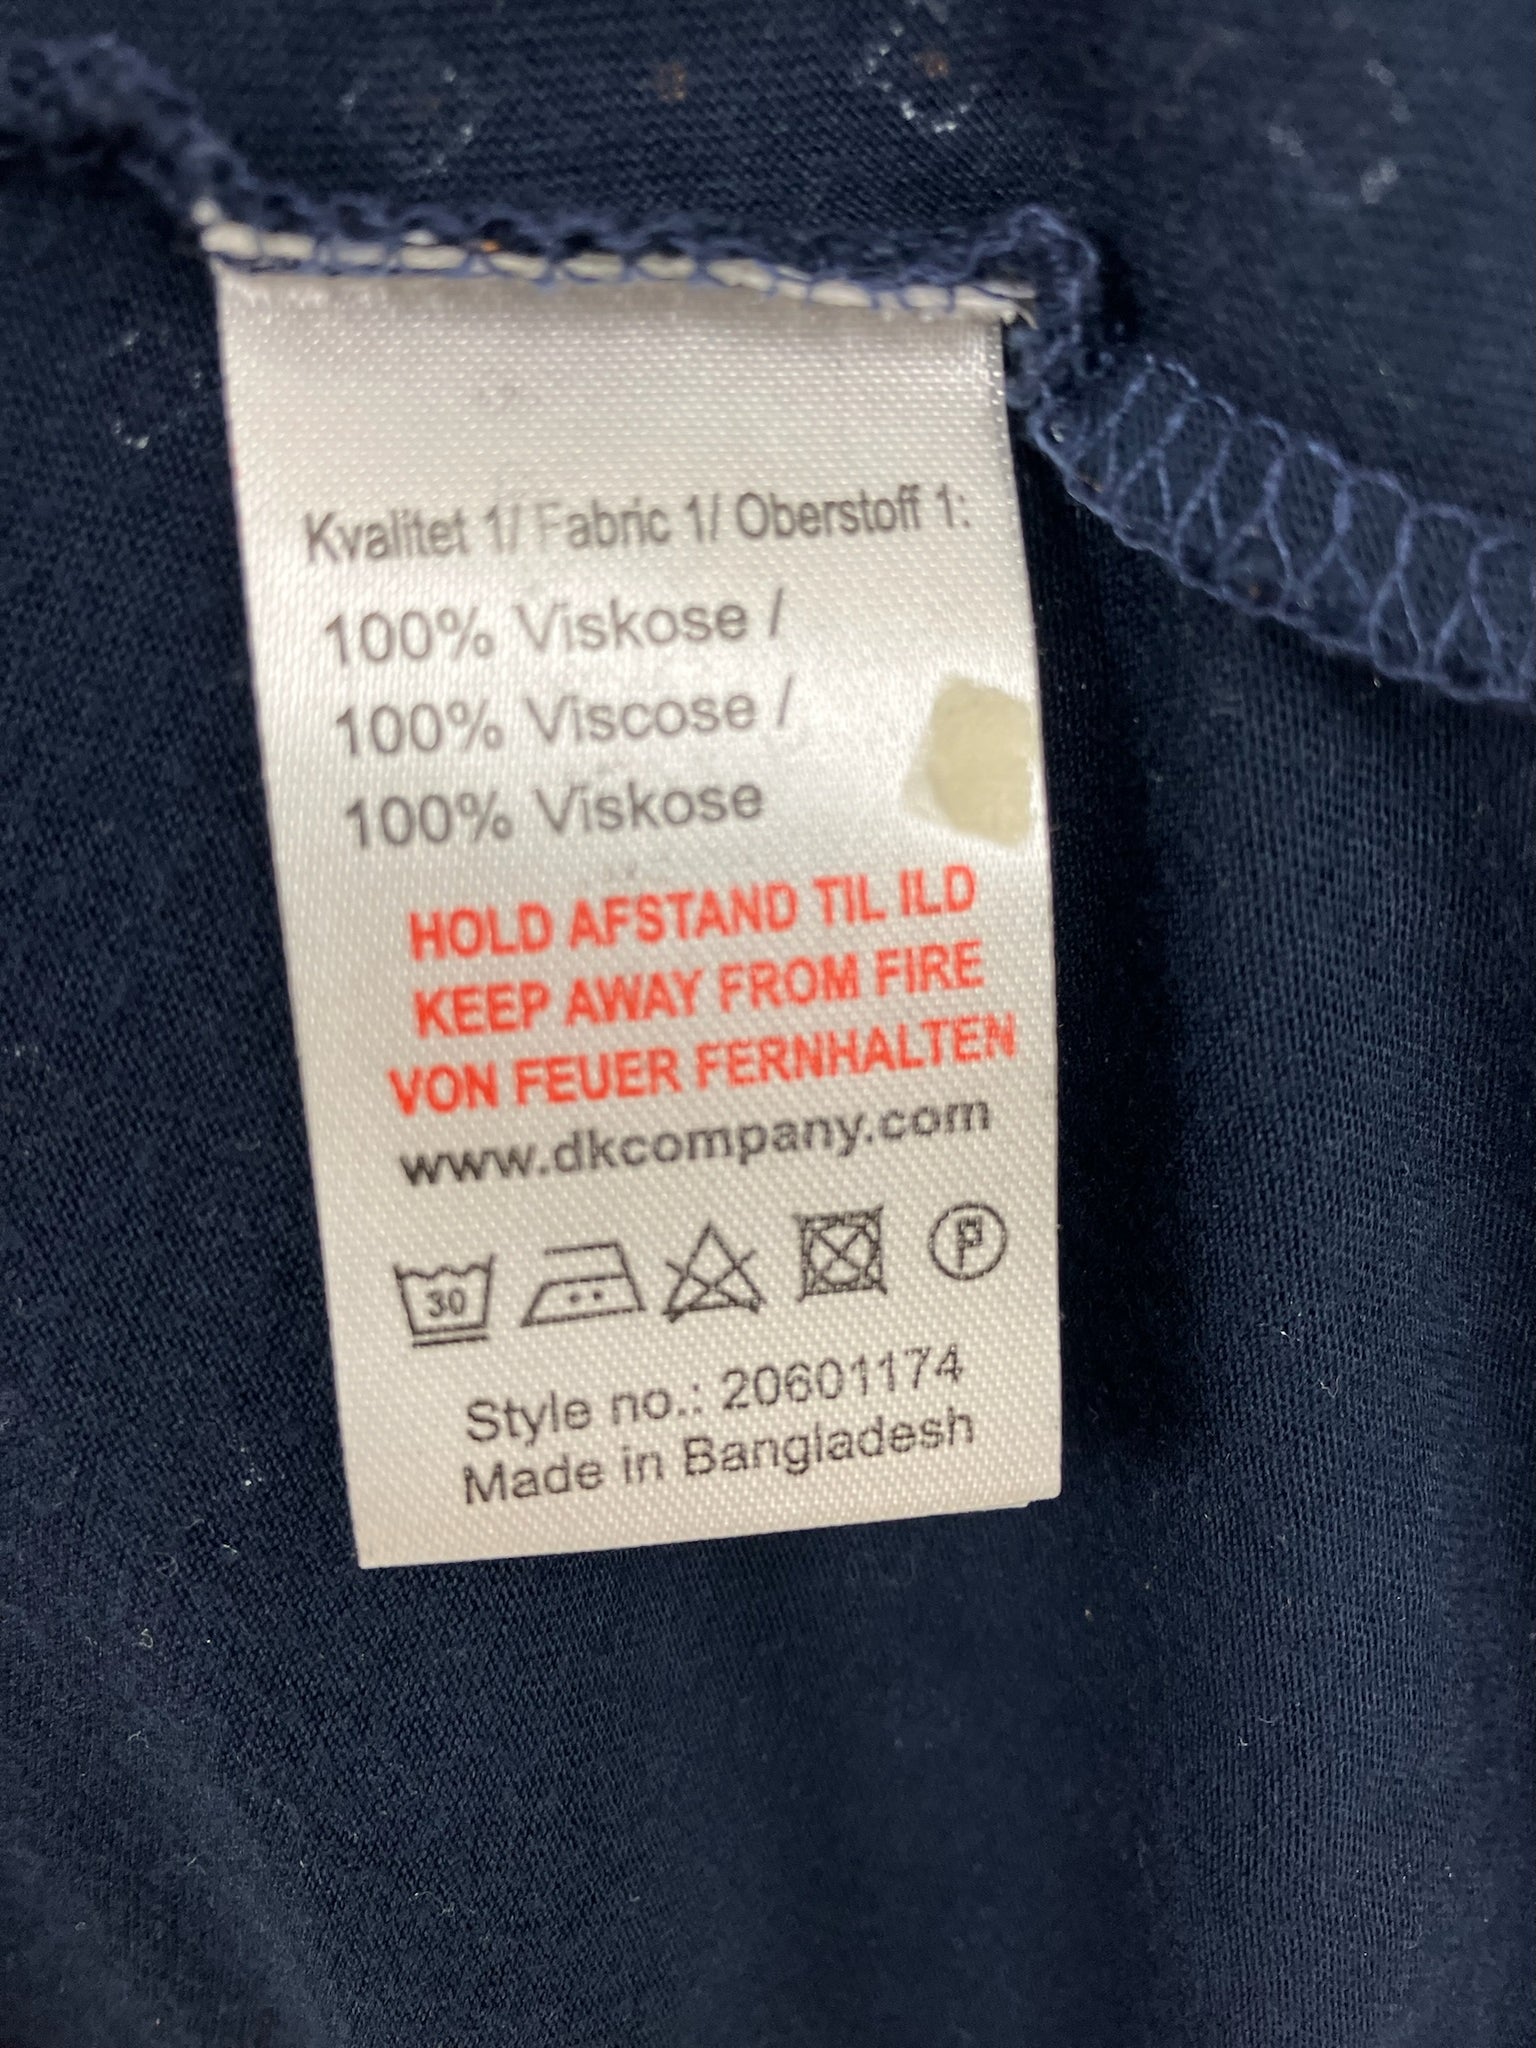 Kvalitet 1/ Fabric 1/ Oberstoff 1:
100% Viskose /
100% Viscose /
100% Viskose
HOLD AFSTAND TIL ILD
KEEP AWAY FROM FIRE
VON FEUER FERNHALTEN
www.dkcompany.com
30 P
Style no.: 20601174
Made in Bangladesh